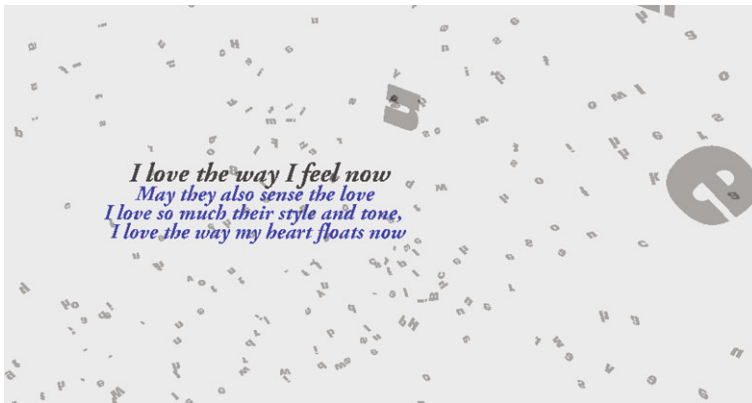 I love the way I feel now
May they also sense the love
I love so much their style and tone,
I love the way my heart floats now